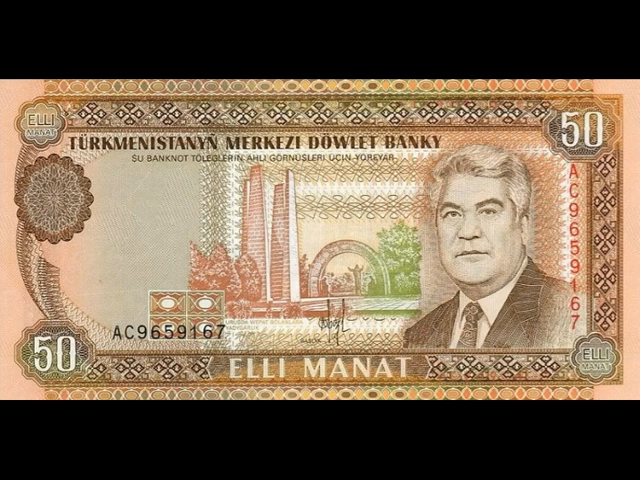 ELLI
MANAT
50
TÜRKMENISTANYÑ MERKEZI DÖWLET BANKY
ŞU BANKNOT TÖLEGLERIŇ ÄHLI GÖRNÜŞLERI ÜÇIN ÝÖREÝÄR
AC9659167
AC9659167
50
ELLI MANAT
ELLI
MANAT